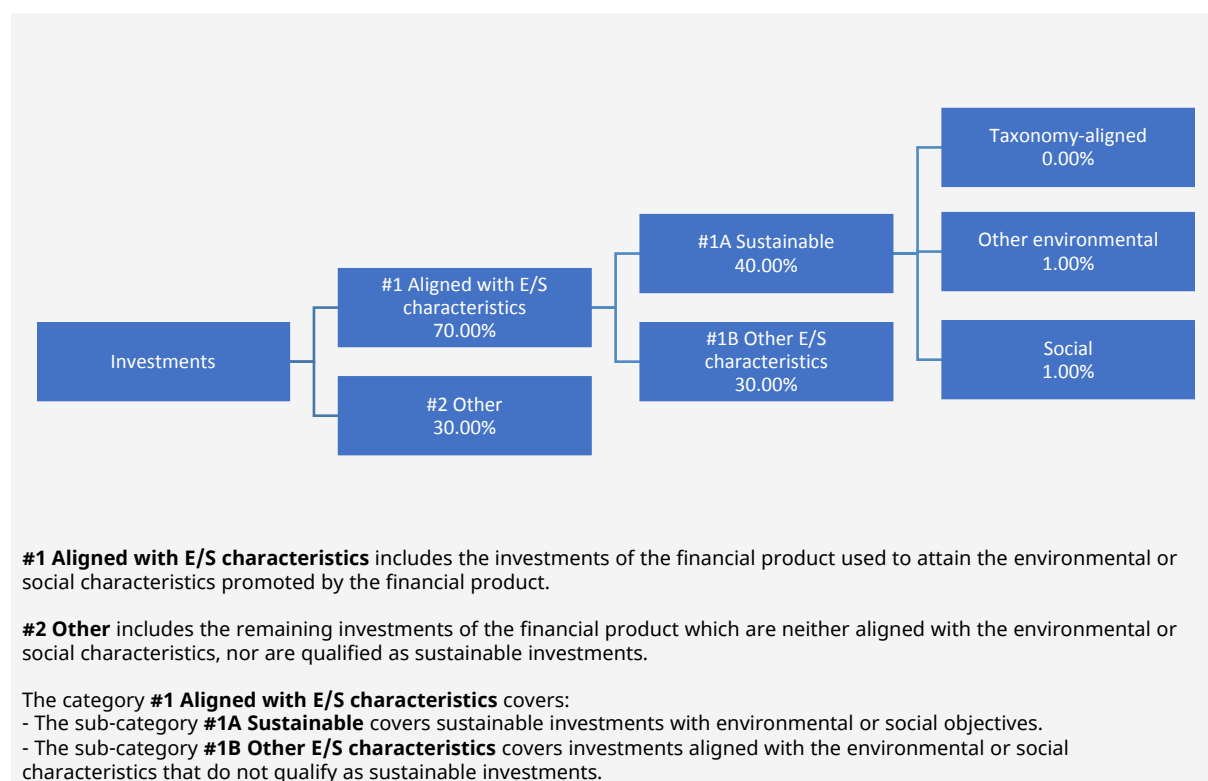 Investments
#1 Aligned with E/S
characteristics
70.00%
#2 Other
30.00%
#1A Sustainable
40.00%
#1B Other E/S
characteristics
30.00%
Taxonomy-aligned
0.00%
Other environmental
1.00%
Social
1.00%
#1 Aligned with E/S characteristics includes the investments of the financial product used to attain the environmental or
social characteristics promoted by the financial product.
#2 Other includes the remaining investments of the financial product which are neither aligned with the environmental or
social characteristics, nor are qualified as sustainable investments.
The category #1 Aligned with E/S characteristics covers:
- The sub-category #1A Sustainable covers sustainable investments with environmental or social objectives.
- The sub-category #1B Other E/S characteristics covers investments aligned with the environmental or social
characteristics that do not qualify as sustainable investments.